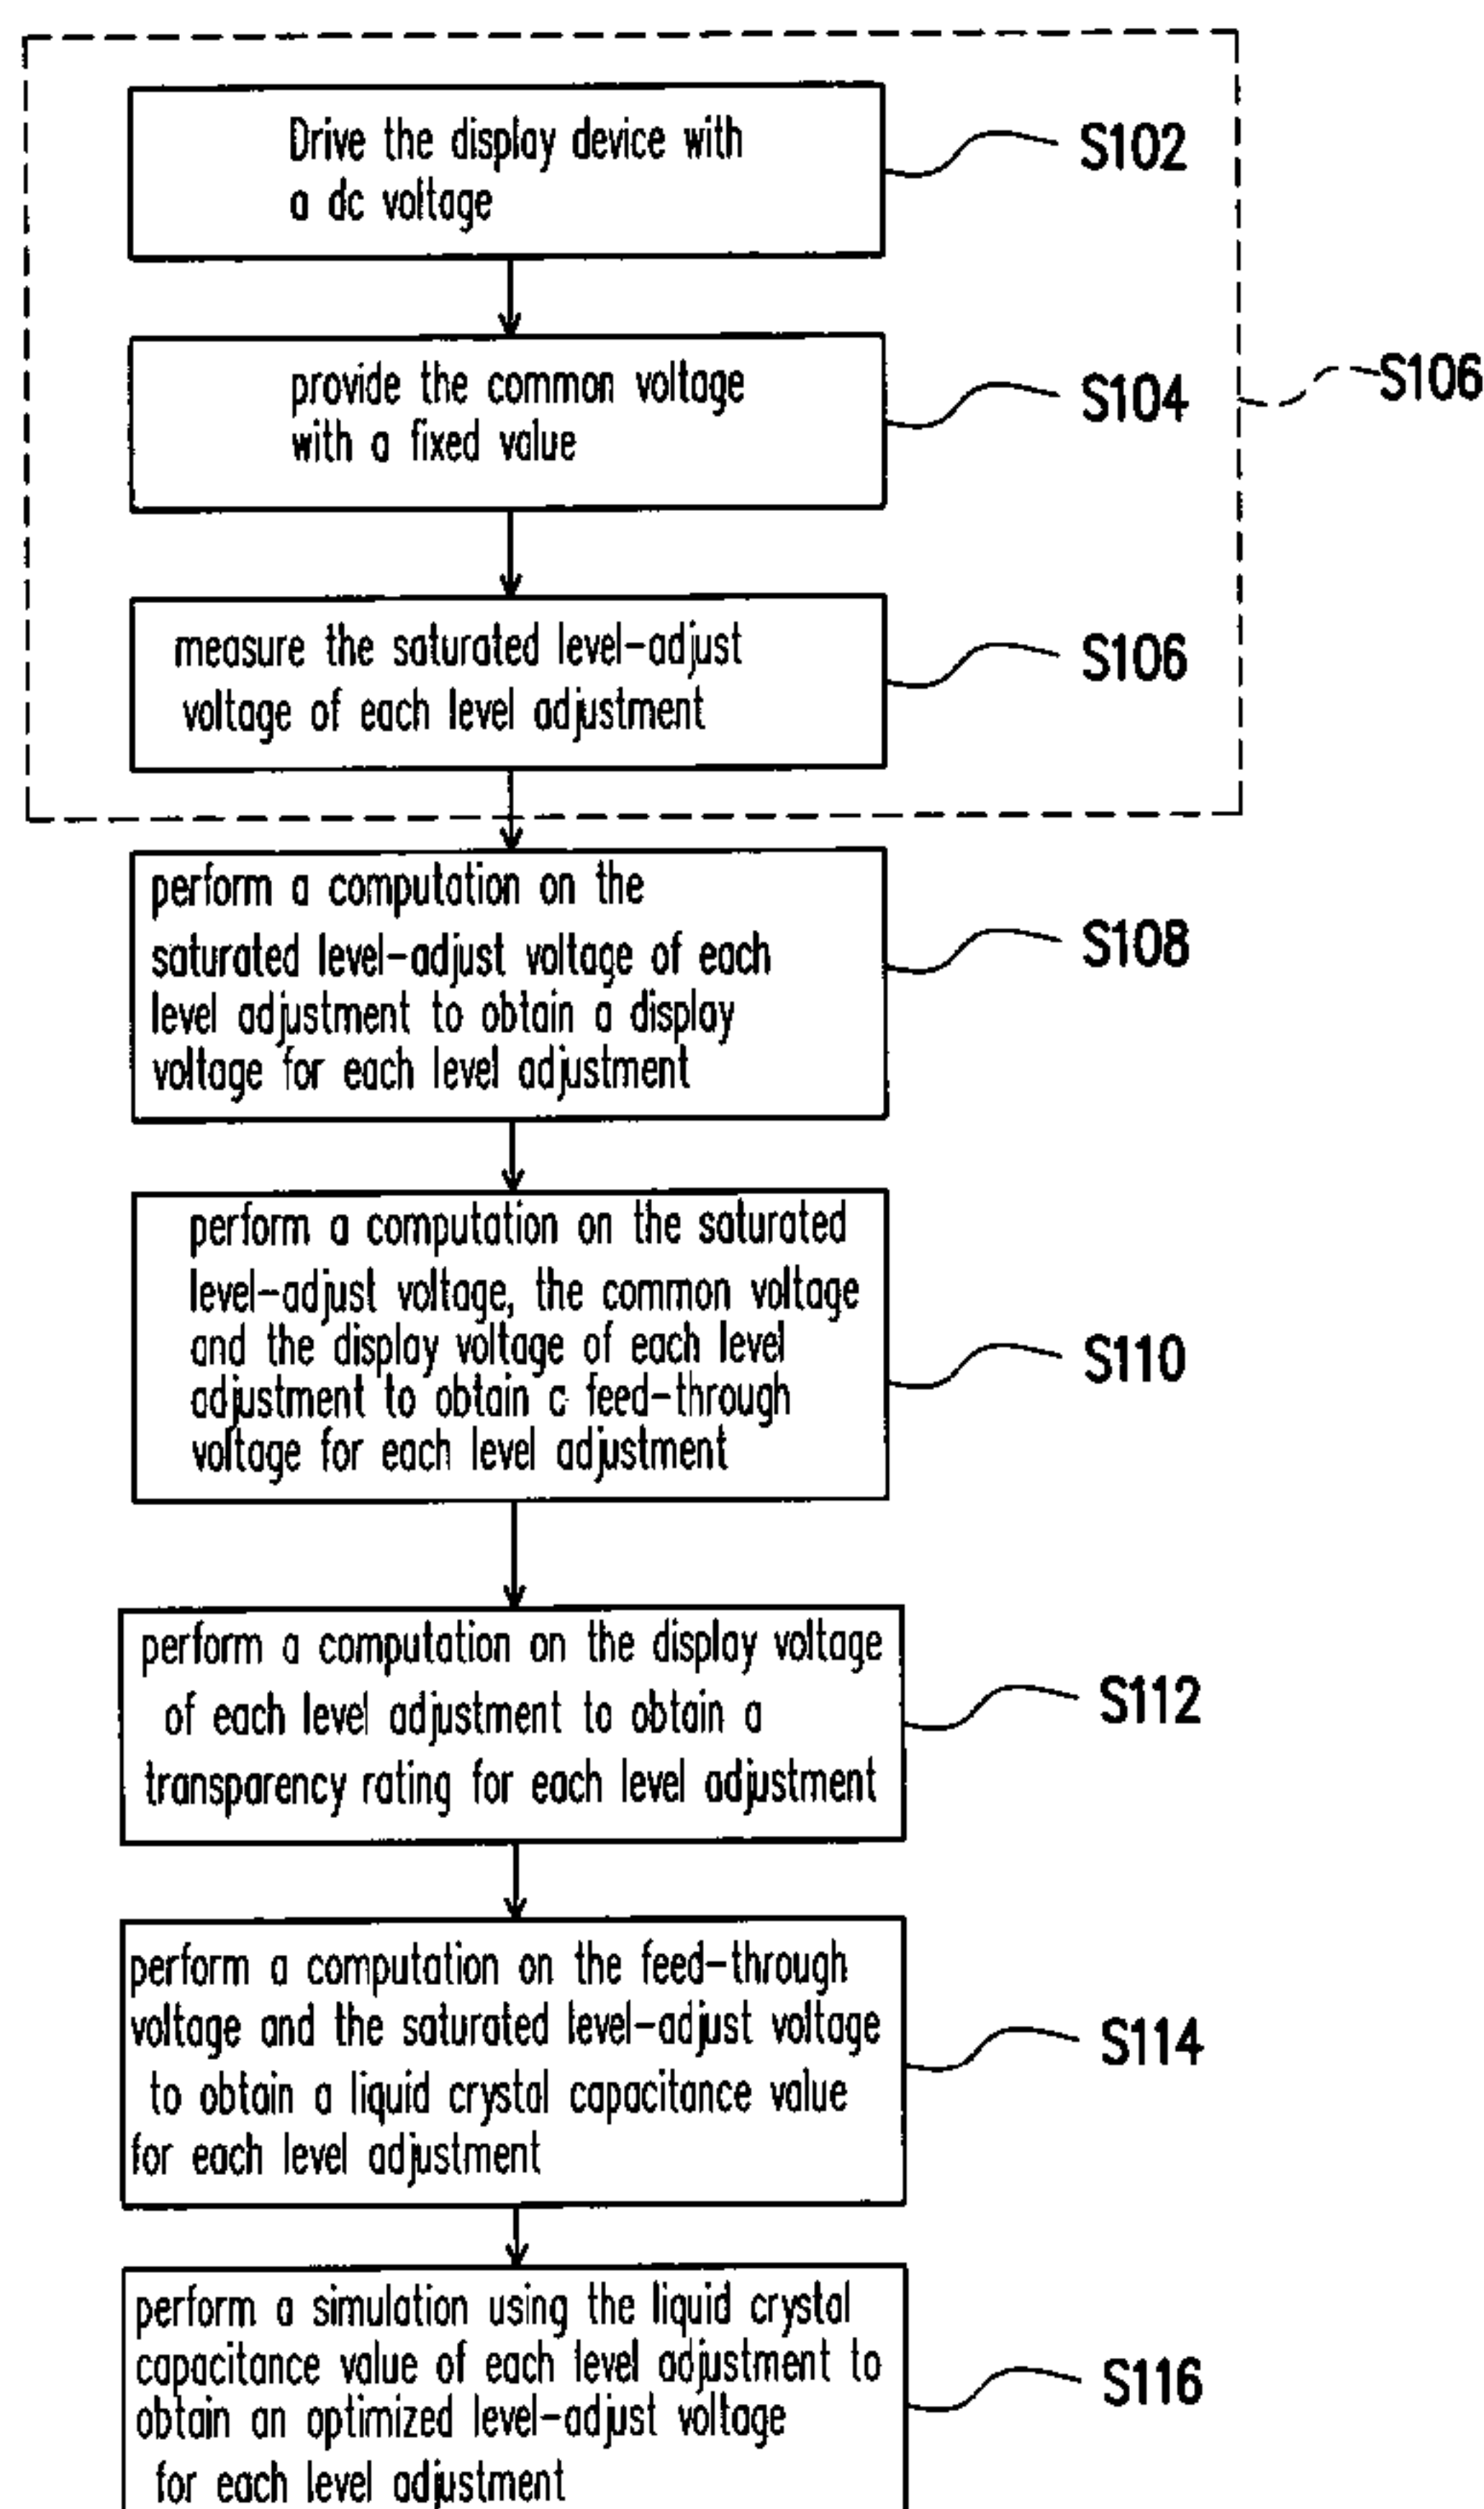 Drive the display device with
a dc voltage
S102
provide the common voltage
with a fixed value
S104
S106
measure the saturated level-adjust
voltage of each level adjustment
S106
perform a computation on the
saturated level-adjust voltage of each
level adjustment to obtain a display
voltage for each level adjustment
S108
perform a computation on the saturated
level-adjust voltage, the common voltage
and the display voltage of each level
adjustment to obtain a feed-through
voltage for each level adjustment
S110
perform a computation on the display voltage
of each level adjustment to obtain a
transparency rating for each level adjustment
S112
perform a computation on the feed-through
voltage and the saturated level-adjust voltage
to obtain a liquid crystal capacitance value
for each level adjustment
S114
perform a simulation using the liquid crystal
capacitance value of each level adjustment to
obtain an optimized level-adjust voltage
for each level adjustment
S116